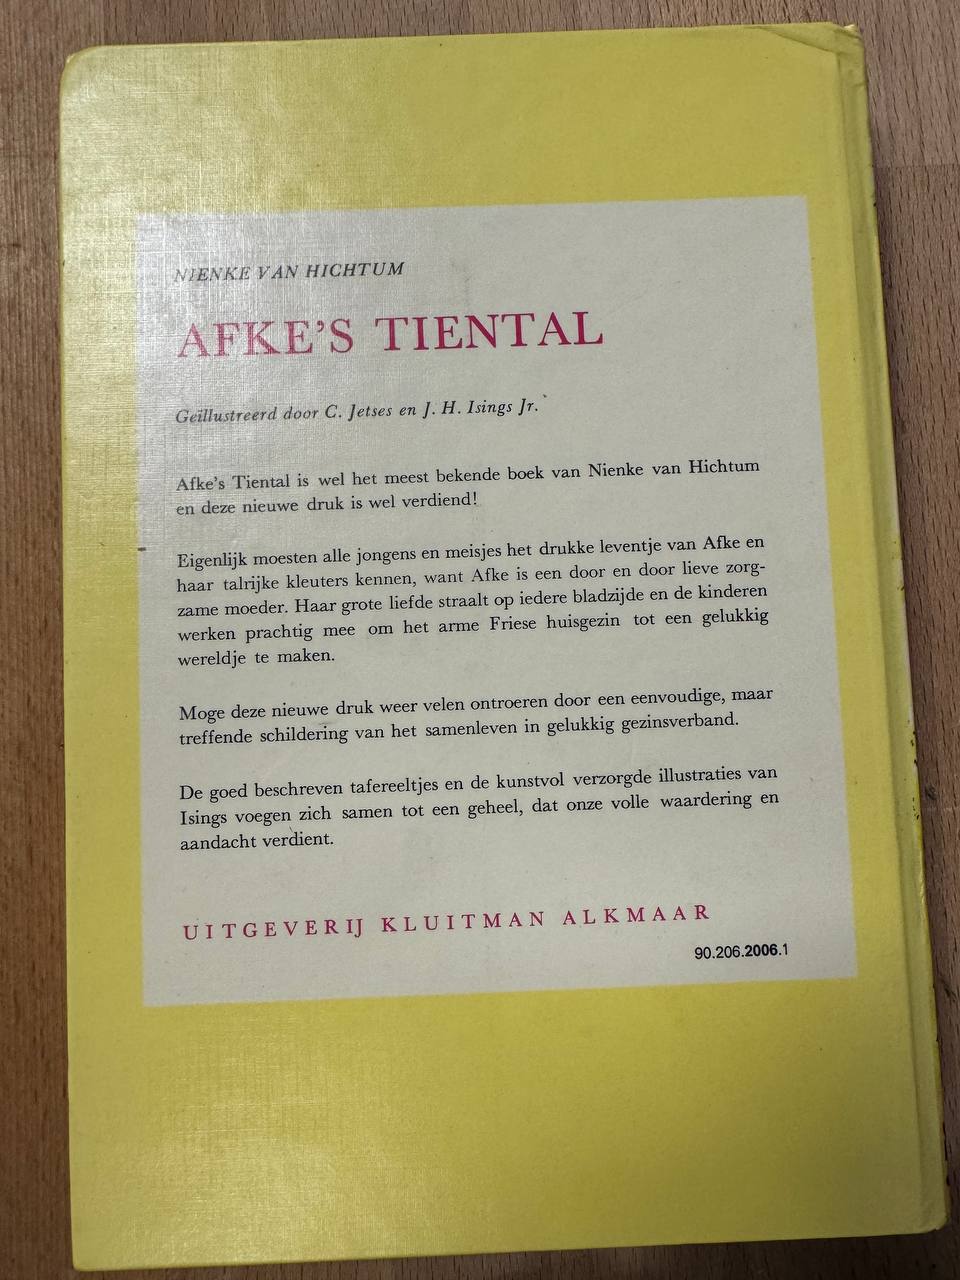 NIENKE VAN HICHTUM
AFKE'S TIENTAL
Geïllustreerd door C. Jetses en J. H. Isings Jr.
Afke's Tiental is wel het meest bekende boek van Nienke van Hichtum
en deze nieuwe druk is wel verdiend!
Eigenlijk moesten alle jongens en meisjes het drukke leventje van Afke en
haar talrijke kleuters kennen, want Afke is een door en door lieve zorg-
zame moeder. Haar grote liefde straalt op iedere bladzijde en de kinderen
werken prachtig mee om het arme Friese huisgezin tot een gelukkig
wereldje te maken.
Moge deze nieuwe druk weer velen ontroeren door een eenvoudige, maar
treffende schildering van het samenleven in gelukkig gezinsverband.
De goed beschreven tafereeltjes en de kunstvol verzorgde illustraties van
Isings voegen zich samen tot een geheel, dat onze volle waardering en
aandacht verdient.
UITGEVERIJ KLUITMAN ALKMAAR
90.206.2006.1